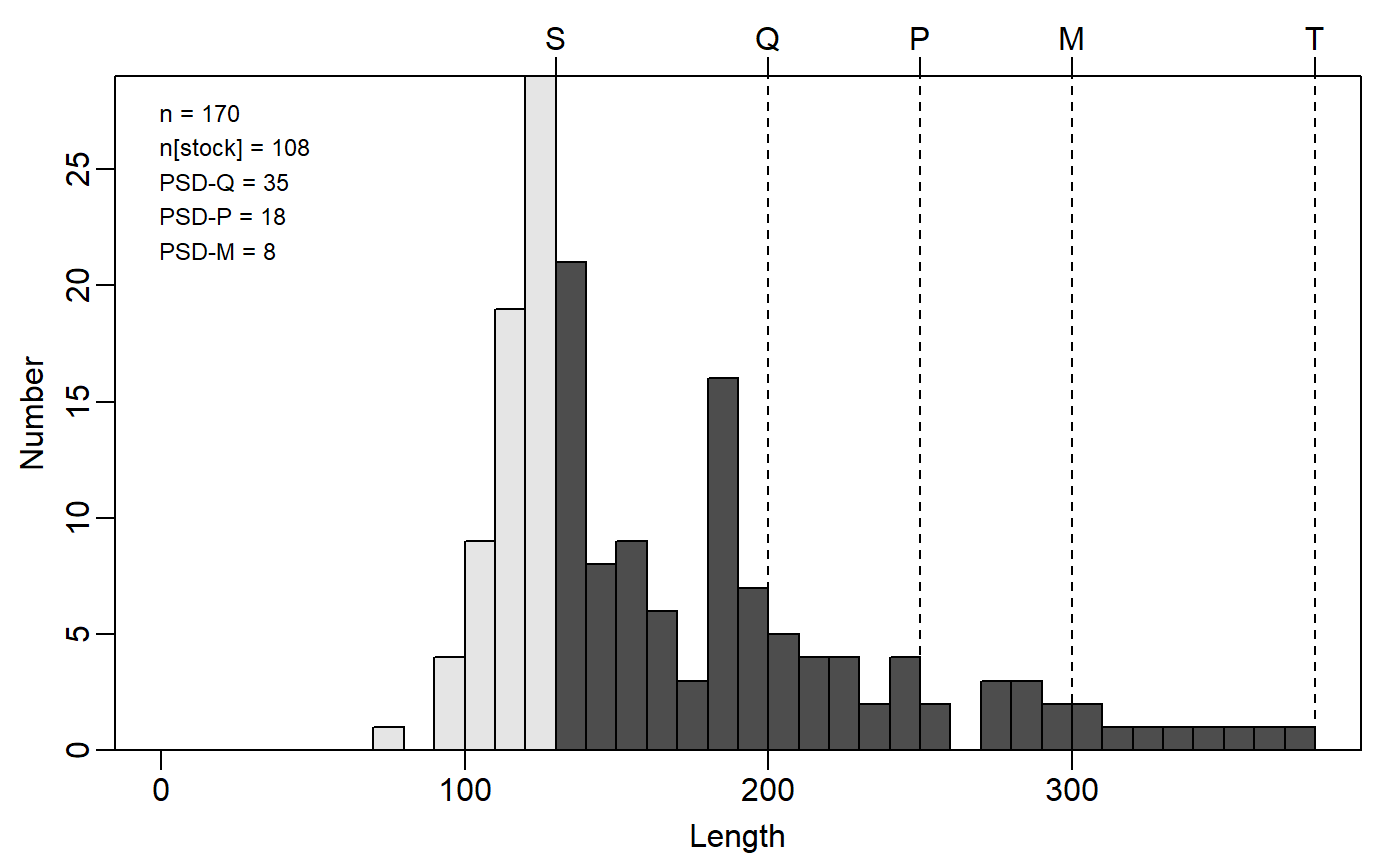 S Q P M T
n = 170
n[stock] = 108
PSD-Q = 35
PSD-P = 18
PSD-M = 8
Number
25
20
15
10
5
0
0 100 200 300
Length